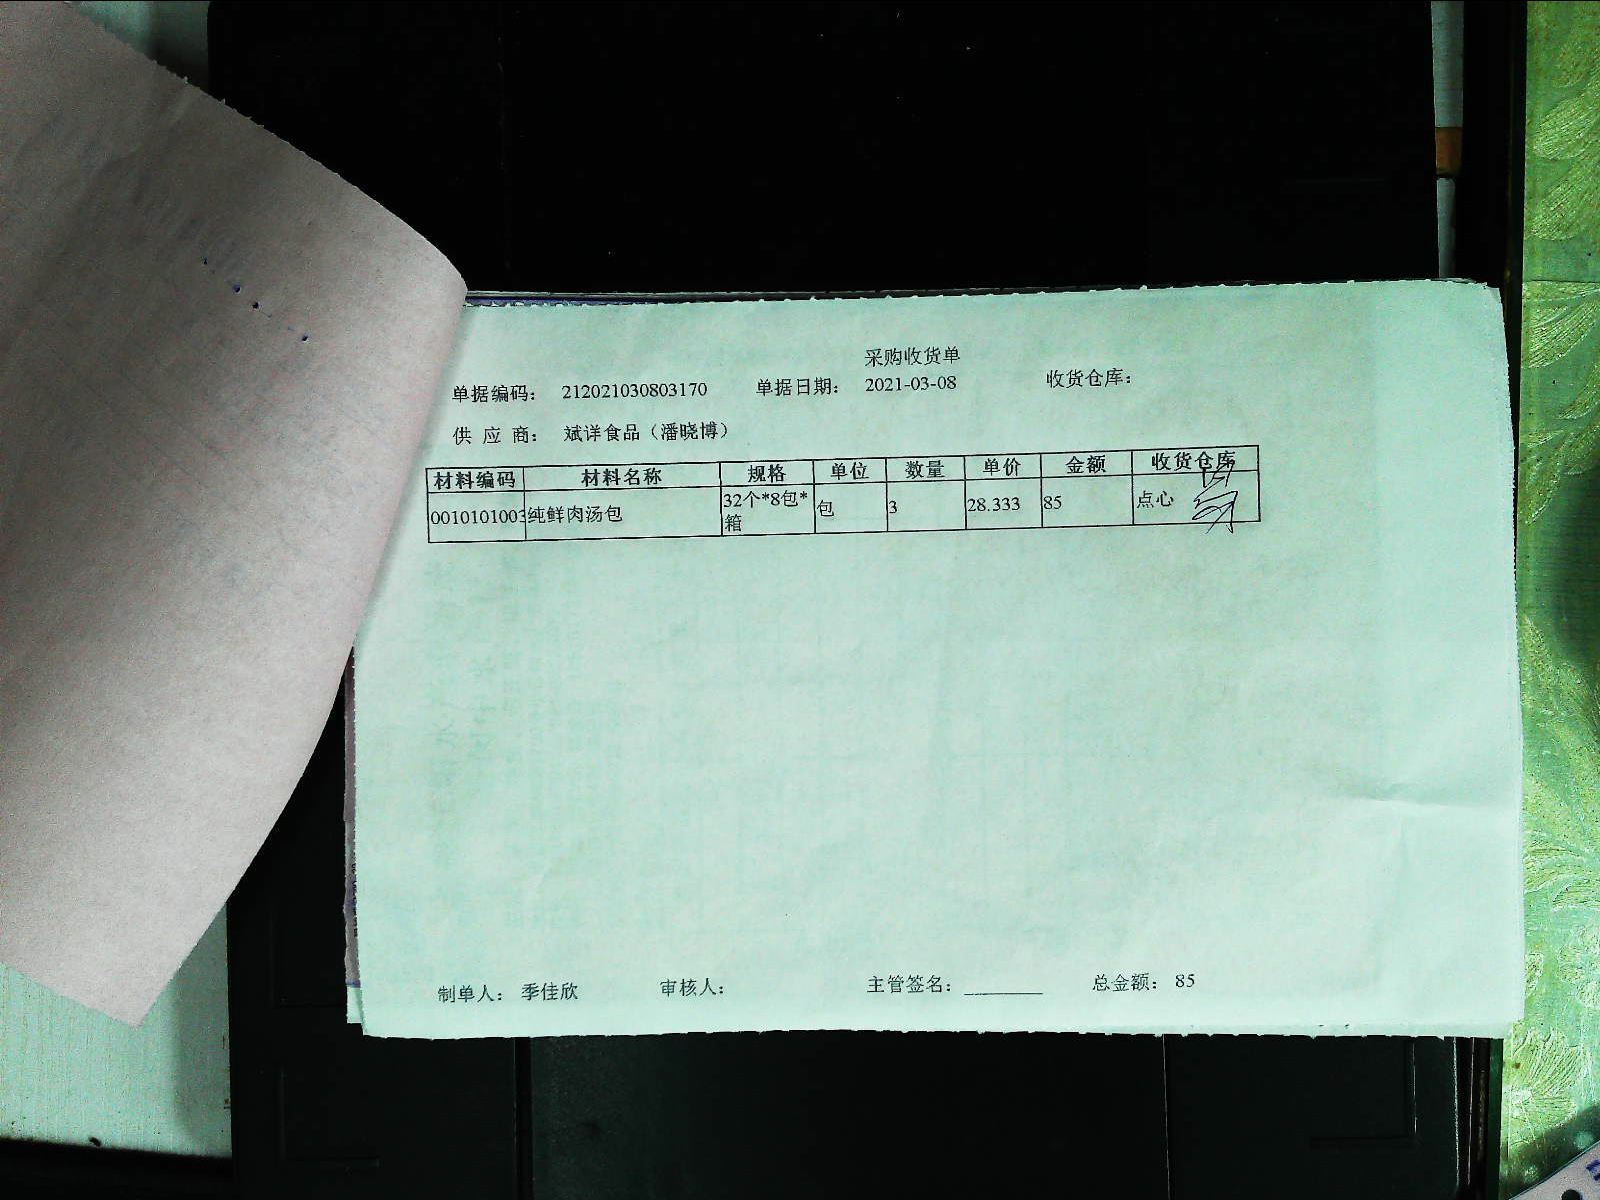 采购收货单
单据编码： 212021030803170 单据日期： 2021-03-08 收货仓库：
供 应 商： 斌详食品（潘晓博）
材料编码 材料名称 规格 单位 数量 单价 金额 收货仓库
0010101003 纯鲜肉汤包 32个*8包* 包 3 28.333 85 点心
箱
制单人： 季佳欣 审核人： 主管签名：________ 总金额： 85